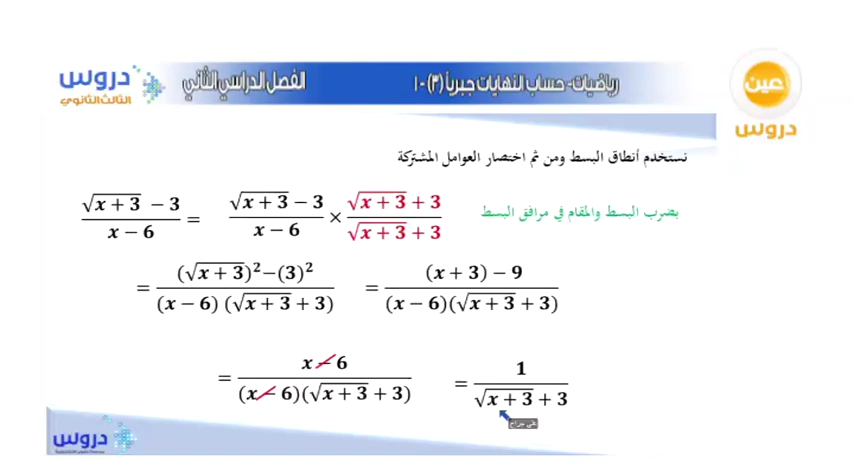 دروس
الثالث الثانوي
الفصل الدراسي الثاني
رياضيات- حساب النهايات جبرياً (٣) -١٠
عين
دروس
نستخدم أنطاق البسط ومن ثم اختصار العوامل المشتركة
(√(x + 3) − 3)/(x − 6) = (√(x + 3) − 3)/(x − 6) × (√(x + 3) + 3)/(√(x + 3) + 3)
بضرب البسط والمقام في مرافق البسط
= ((√(x + 3))² − (3)²)/((x − 6) (√(x + 3) + 3)) = ((x + 3) − 9)/((x − 6)(√(x + 3) + 3))
= (x − 6)/((x − 6)(√(x + 3) + 3)) = 1/(√(x + 3) + 3)
دروس